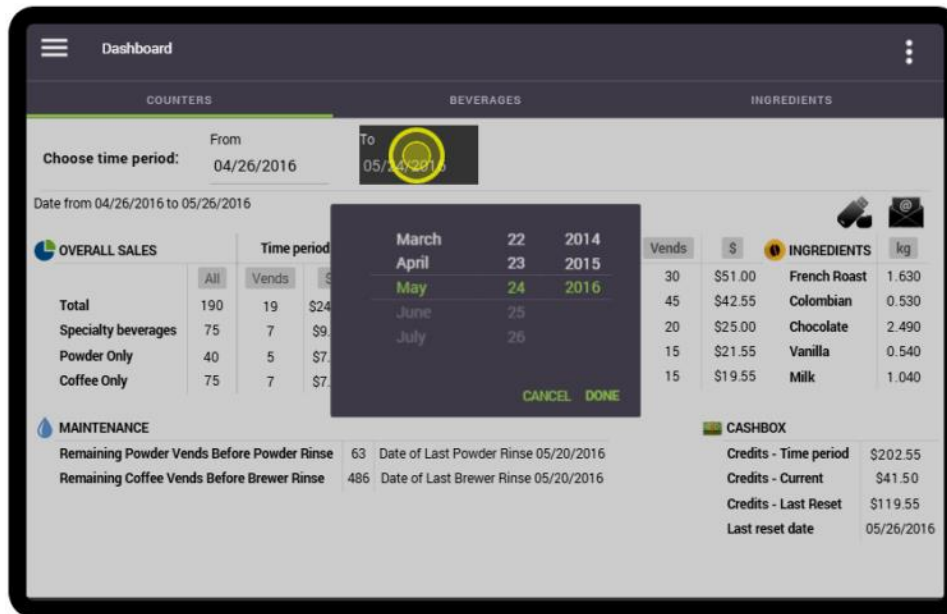 Dashboard
COUNTERS BEVERAGES INGREDIENTS
From To
Choose time period: 04/26/2016 05/24/2016
Date from 04/26/2016 to 05/26/2016
OVERALL SALES Time period Vends $ INGREDIENTS kg
All Vends $
Total 190 19 $24
Specialty beverages 75 7 $9.
Powder Only 40 5 $7.
Coffee Only 75 7 $7.
March 22 2014
April 23 2015
May 24 2016
June 25
July 26
CANCEL DONE
30 $51.00 French Roast 1.630
45 $42.55 Colombian 0.530
20 $25.00 Chocolate 2.490
15 $21.55 Vanilla 0.540
15 $19.55 Milk 1.040
MAINTENANCE
Remaining Powder Vends Before Powder Rinse 63 Date of Last Powder Rinse 05/20/2016
Remaining Coffee Vends Before Brewer Rinse 486 Date of Last Brewer Rinse 05/20/2016
CASHBOX
Credits - Time period $202.55
Credits - Current $41.50
Credits - Last Reset $119.55
Last reset date 05/26/2016